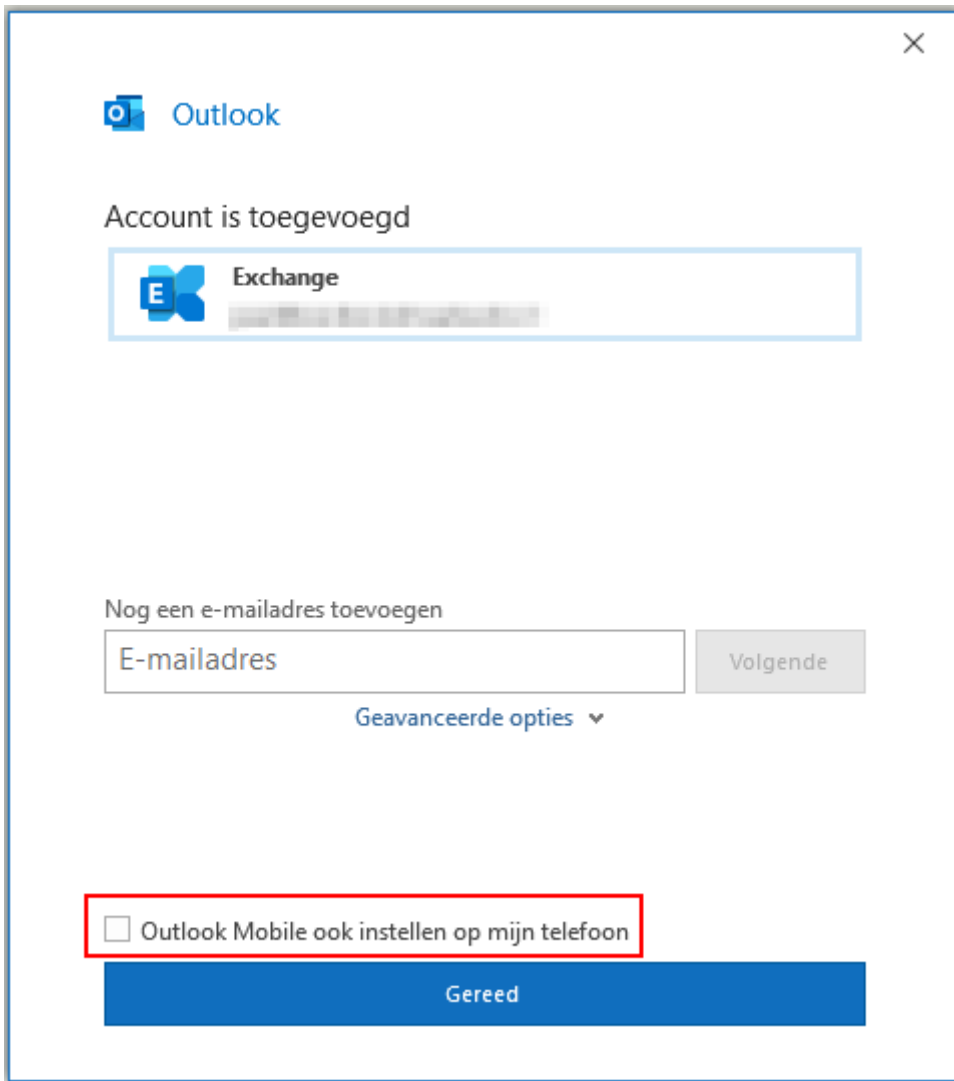 Outlook
Account is toegevoegd
Exchange
Nog een e-mailadres toevoegen
E-mailadres
Volgende
Geavanceerde opties
Outlook Mobile ook instellen op mijn telefoon
Gereed